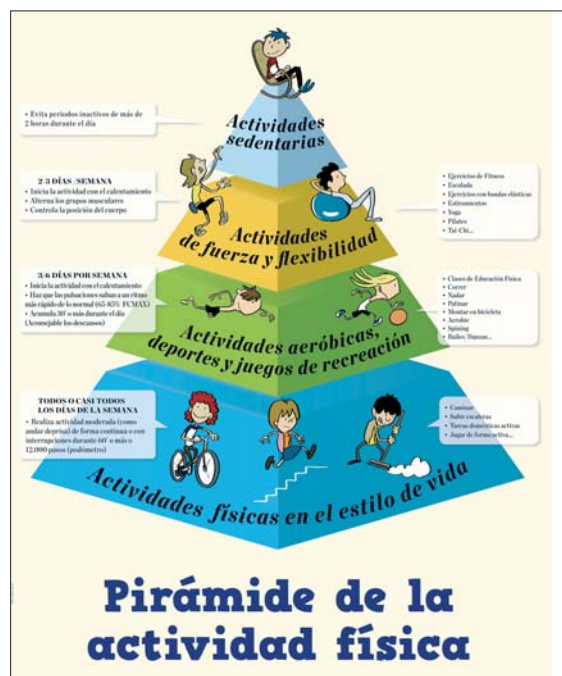 Actividades
sedentarias
• Evita periodos inactivos de más de
2 horas durante el día
2-3 DÍAS /SEMANA
• Inicia la actividad con el calentamiento
• Alterna los grupos musculares
• Controla la posición del cuerpo
Actividades
de fuerza y flexibilidad
• Ejercicios de Fitness
• Escalada
• Ejercicios con bandas elásticas
• Estiramientos
• Yoga
• Pilates
• Tai-Chi...
3/6 DÍAS POR SEMANA
• Inicia la actividad con el calentamiento
• Haz que las pulsaciones suban a un ritmo
más rápido de lo normal (65-85% FCMAX)
• Acumula 30' o más durante el día
(Aconsejable los descansos)
Actividades aeróbicas,
deportes y juegos de recreación
• Clases de Educación Física
• Correr
• Nadar
• Patinar
• Montar en bicicleta
• Aerobic
• Spining
• Bailes, Danzas...
TODOS O CASI TODOS
LOS DÍAS DE LA SEMANA
• Realiza actividad moderada (como
andar deprisa) de forma continua o con
interrupciones durante 60' o más o
12.000 pasos (podómetro)
• Caminar
• Subir escaleras
• Tareas domésticas activas
• Jugar de forma activa...
Actividades físicas en el estilo de vida
Pirámide de la
actividad física